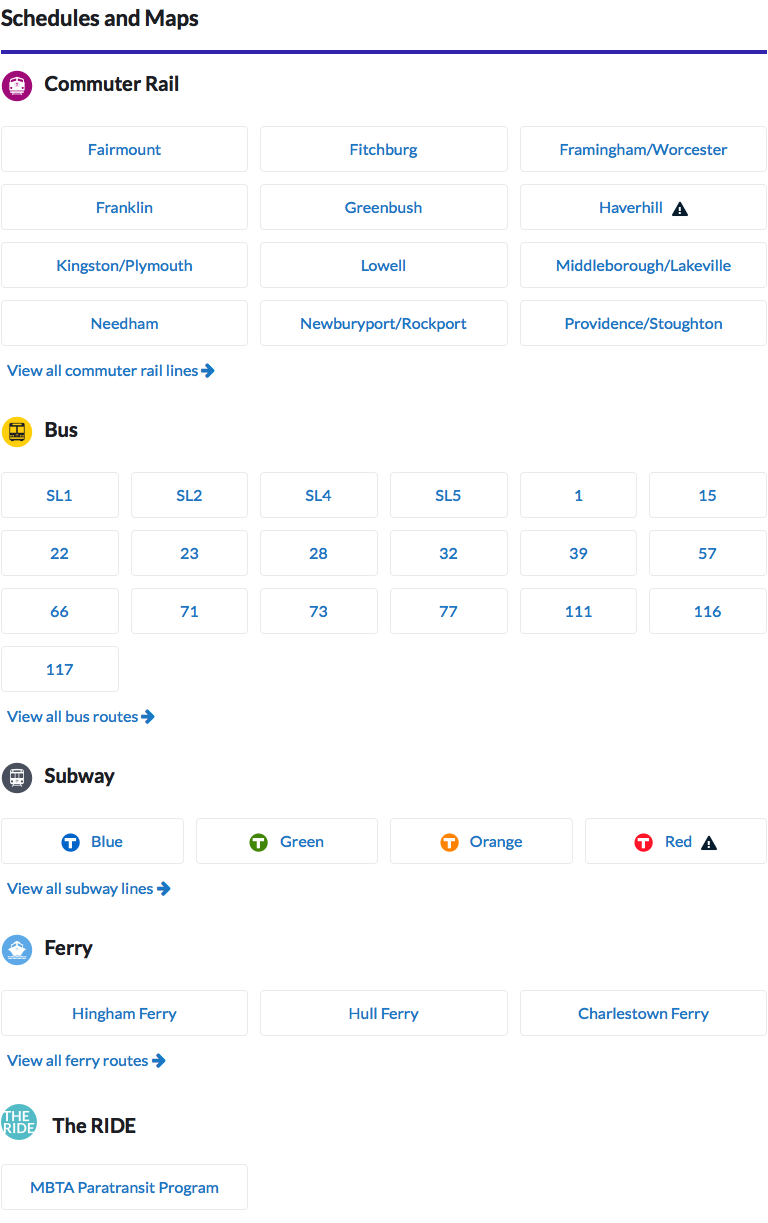 Schedules and Maps
Commuter Rail
Fairmount Fitchburg Framingham/Worcester
Franklin Greenbush Haverhill
Kingston/Plymouth Lowell Middleborough/Lakeville
Needham Newburyport/Rockport Providence/Stoughton
View all commuter rail lines
Bus
SL1 SL2 SL4 SL5 1 15
22 23 28 32 39 57
66 71 73 77 111 116
117
View all bus routes
Subway
T Blue T Green T Orange T Red
View all subway lines
Ferry
Hingham Ferry Hull Ferry Charlestown Ferry
View all ferry routes
THE
RIDE
The RIDE
MBTA Paratransit Program